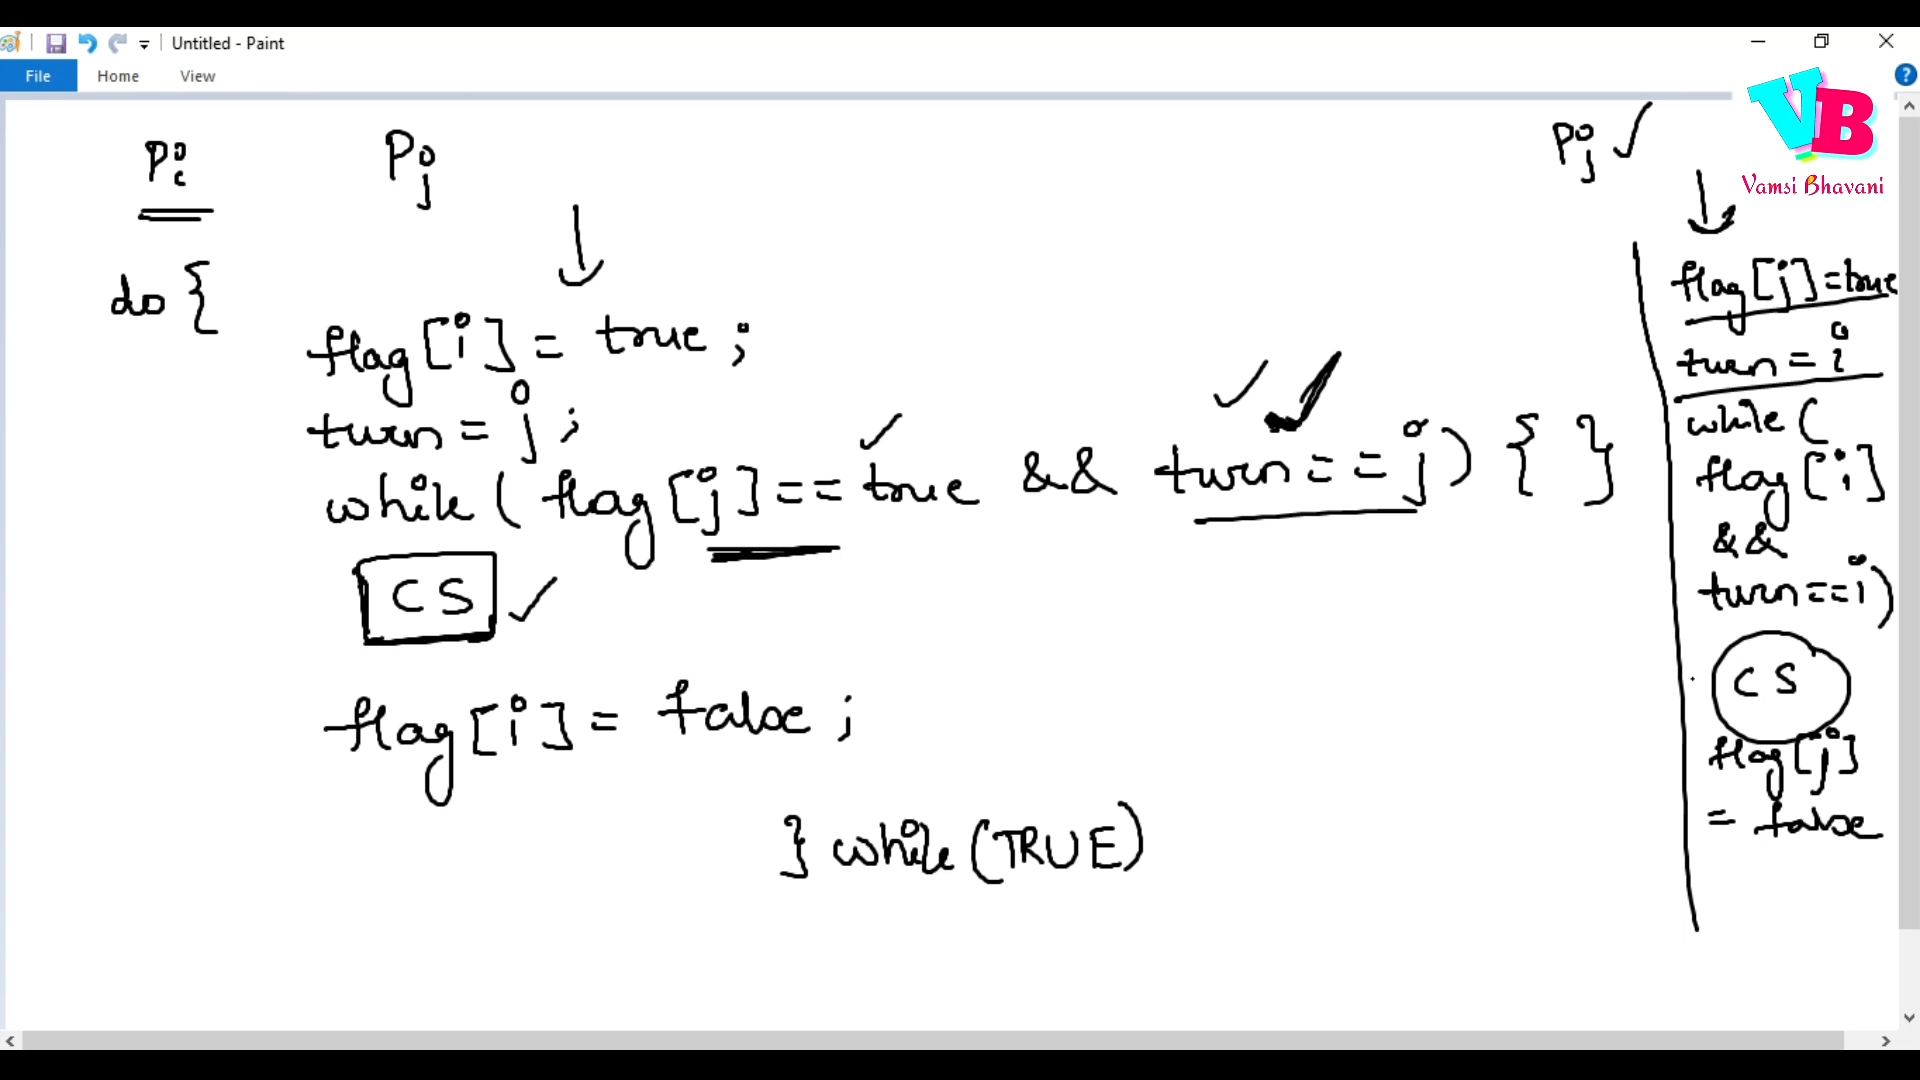 Untitled - Paint
File Home View
VB
Vamsi Bhavani
Pi Pj
do {
flag[i] = true ;
turn = j ;
while ( flag[j] == true && turn == j ) { }
CS
flag[i] = false ;
} while (TRUE)
Pj
flag[j] = true
turn = i
while (
flag[i]
&&
turn == i )
CS
flag[j]
= false